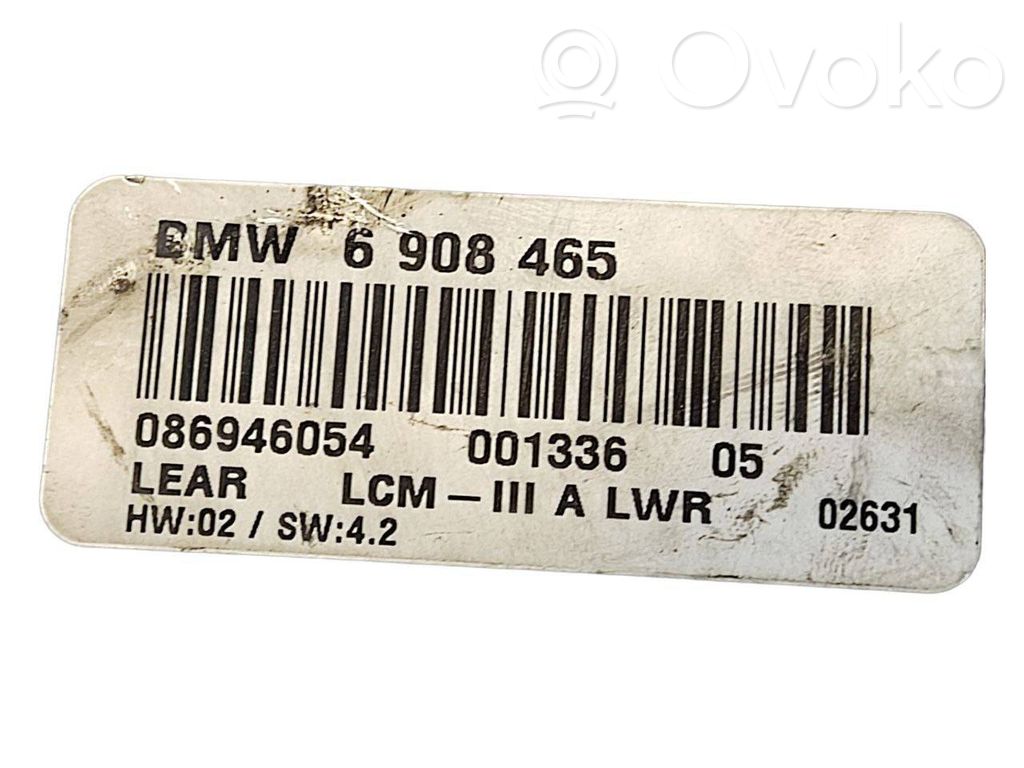 Ovoko
BMW 6 908 465
086946054 001336 05
LEAR LCM-III A LWR 02631
HW:02 / SW:4.2